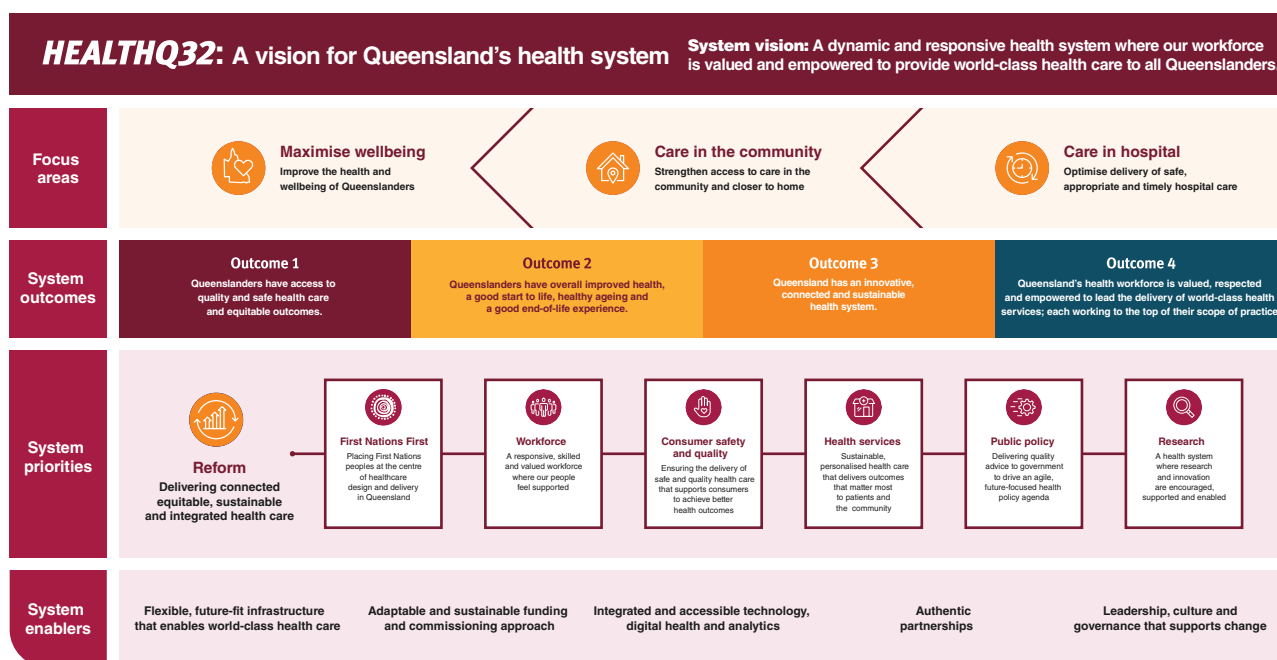 HEALTHQ32: A vision for Queensland's health system
System vision: A dynamic and responsive health system where our workforce
is valued and empowered to provide world-class health care to all Queenslanders.
Focus
areas
Maximise wellbeing
Improve the health and
wellbeing of Queenslanders
Care in the community
Strengthen access to care in the
community and closer to home
Care in hospital
Optimise delivery of safe,
appropriate and timely hospital care
System
outcomes
Outcome 1
Queenslanders have access to
quality and safe health care
and equitable outcomes.
Outcome 2
Queenslanders have overall improved health,
a good start to life, healthy ageing and
a good end-of-life experience.
Outcome 3
Queensland has an innovative,
connected and sustainable
health system.
Outcome 4
Queensland's health workforce is valued, respected
and empowered to lead the delivery of world-class health
services; each working to the top of their scope of practice
System
priorities
Reform
Delivering connected
equitable, sustainable
and integrated health care
First Nations First
Placing First Nations
peoples at the centre
of healthcare
design and delivery
in Queensland
Workforce
A responsive, skilled
and valued workforce
where our people
feel supported
Consumer safety
and quality
Ensuring the delivery of
safe and quality health care
that supports consumers
to achieve better
health outcomes
Health services
Sustainable,
personalised health care
that delivers outcomes
that matter most
to patients and
the community
Public policy
Delivering quality
advice to government
to drive an agile,
future-focused health
policy agenda
Research
A health system
where research
and innovation
are encouraged,
supported and enabled
System
enablers
Flexible, future-fit infrastructure
that enables world-class health care
Adaptable and sustainable funding
and commissioning approach
Integrated and accessible technology,
digital health and analytics
Authentic
partnerships
Leadership, culture and
governance that supports change